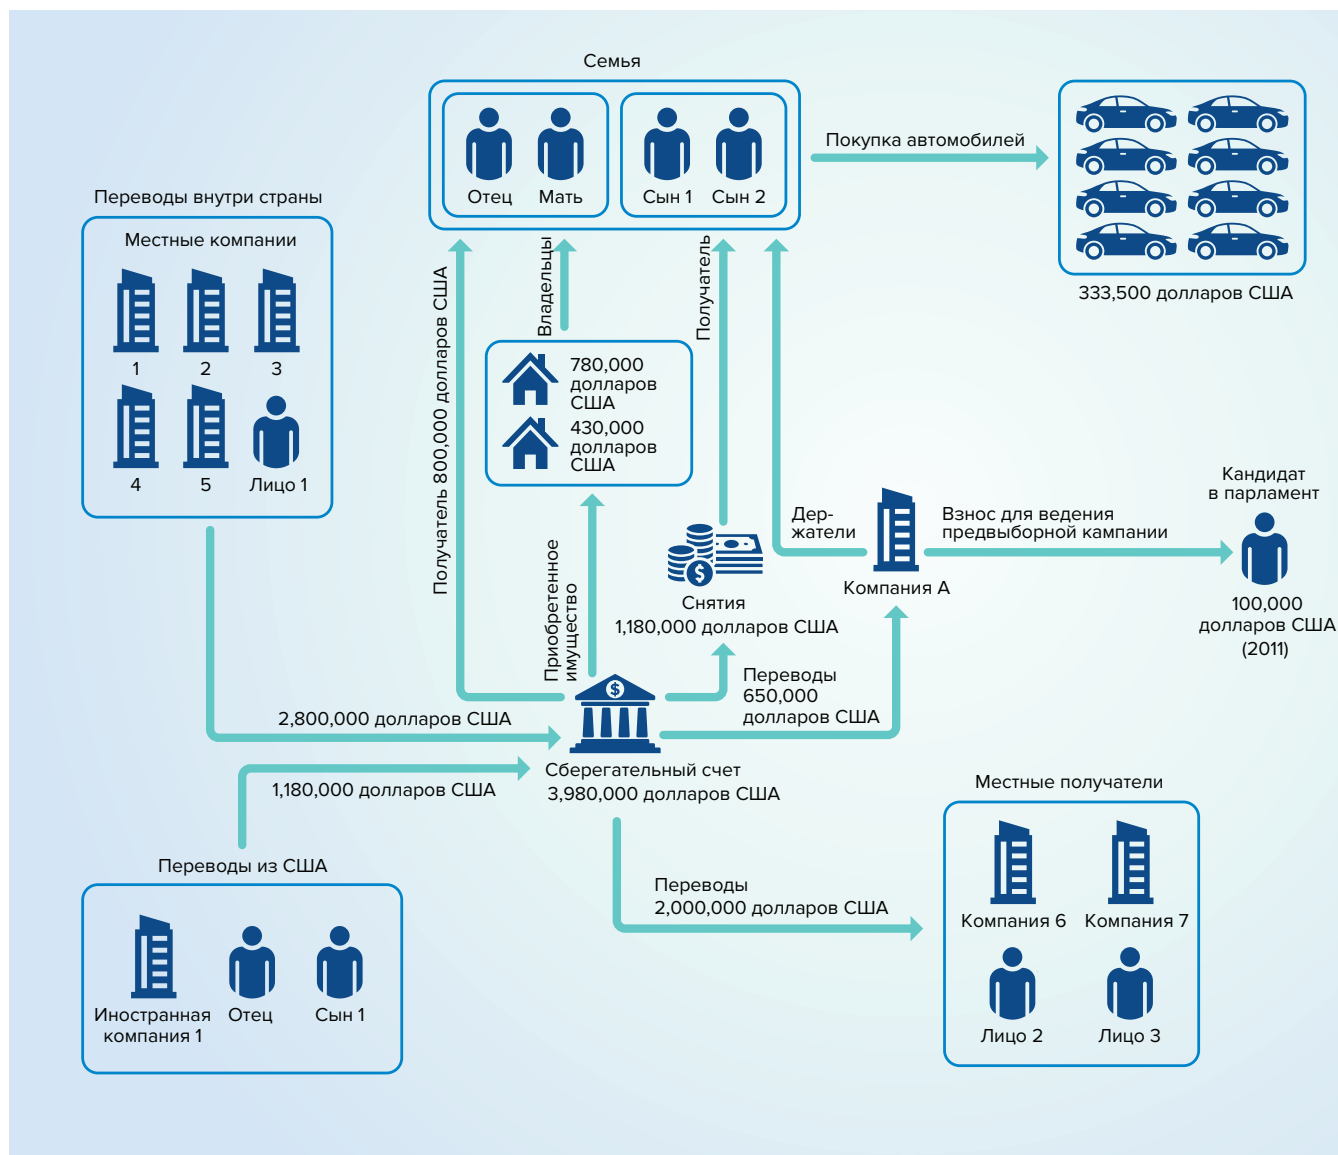 Семья
Отец
Мать
Сын 1
Сын 2
Покупка автомобилей
333,500 долларов США
Переводы внутри страны
Местные компании
1
2
3
4
5
Лицо 1
Получатель 800,000 долларов США
Владельцы
780,000
долларов
США
430,000
долларов
США
Получатель
Приобретенное
имущество
Снятия
1,180,000 долларов США
Дер-
жатели
Компания А
Взнос для ведения
предвыборной кампании
Кандидат
в парламент
100,000
долларов США
(2011)
Переводы
650,000
долларов США
2,800,000 долларов США
1,180,000 долларов США
Сберегательный счет
3,980,000 долларов США
Переводы из США
Иностранная
компания 1
Отец
Сын 1
Переводы
2,000,000 долларов США
Местные получатели
Компания 6
Компания 7
Лицо 2
Лицо 3